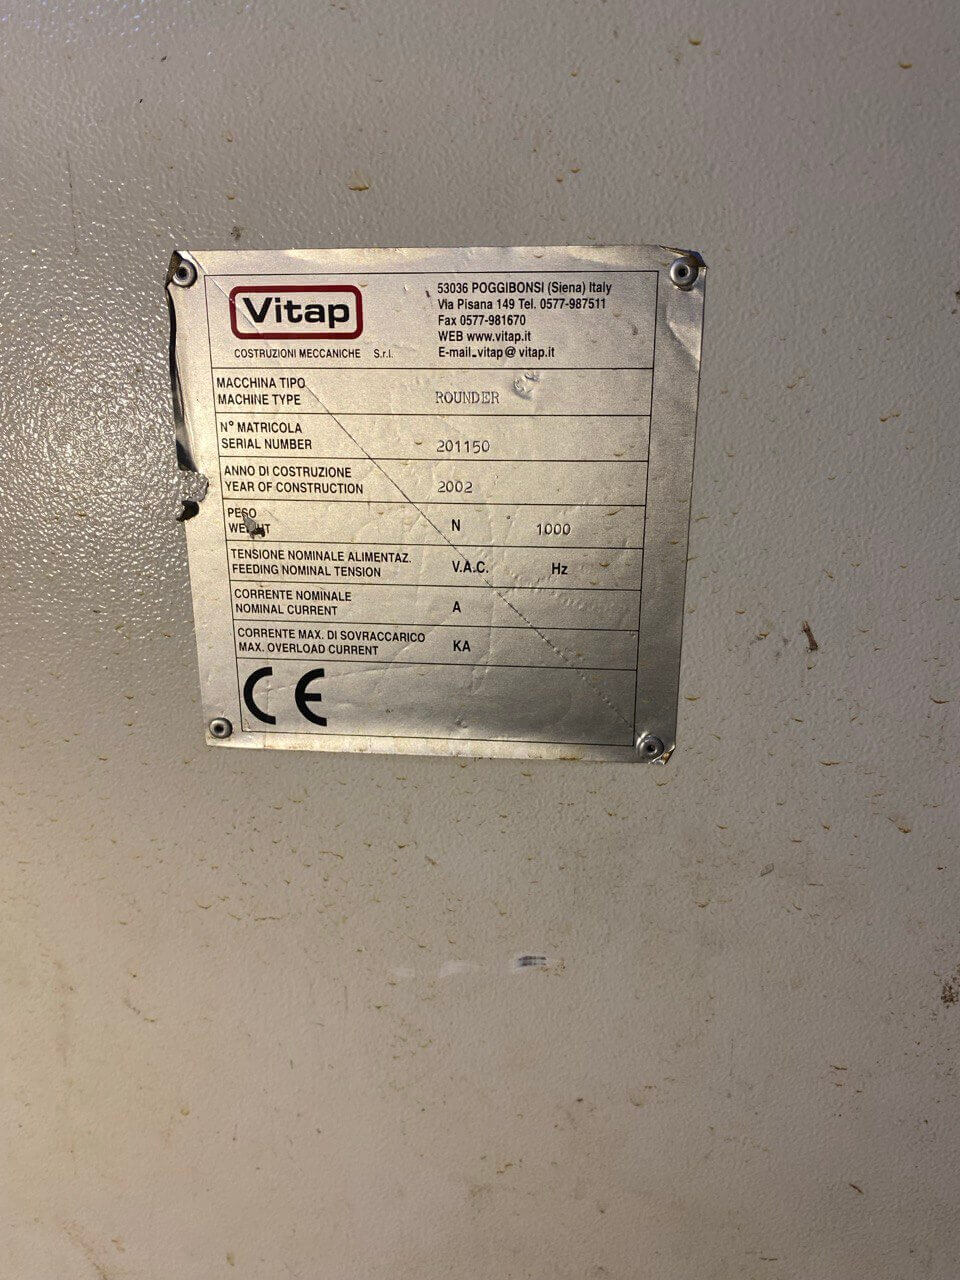 Vitap
COSTRUZIONI MECCANICHE S.r.l.
53036 POGGIBONSI (Siena) Italy
Via Pisana 149 Tel. 0577-987511
Fax 0577-981670
WEB www.vitap.it
E-mail_vitap@vitap.it
MACCHINA TIPO
MACHINE TYPE ROUNDER
N° MATRICOLA
SERIAL NUMBER 201150
ANNO DI COSTRUZIONE
YEAR OF CONSTRUCTION 2002
PESO
WEIGHT N 1000
TENSIONE NOMINALE ALIMENTAZ.
FEEDING NOMINAL TENSION V.A.C. Hz
CORRENTE NOMINALE
NOMINAL CURRENT A
CORRENTE MAX. DI SOVRACCARICO
MAX. OVERLOAD CURRENT KA
CE